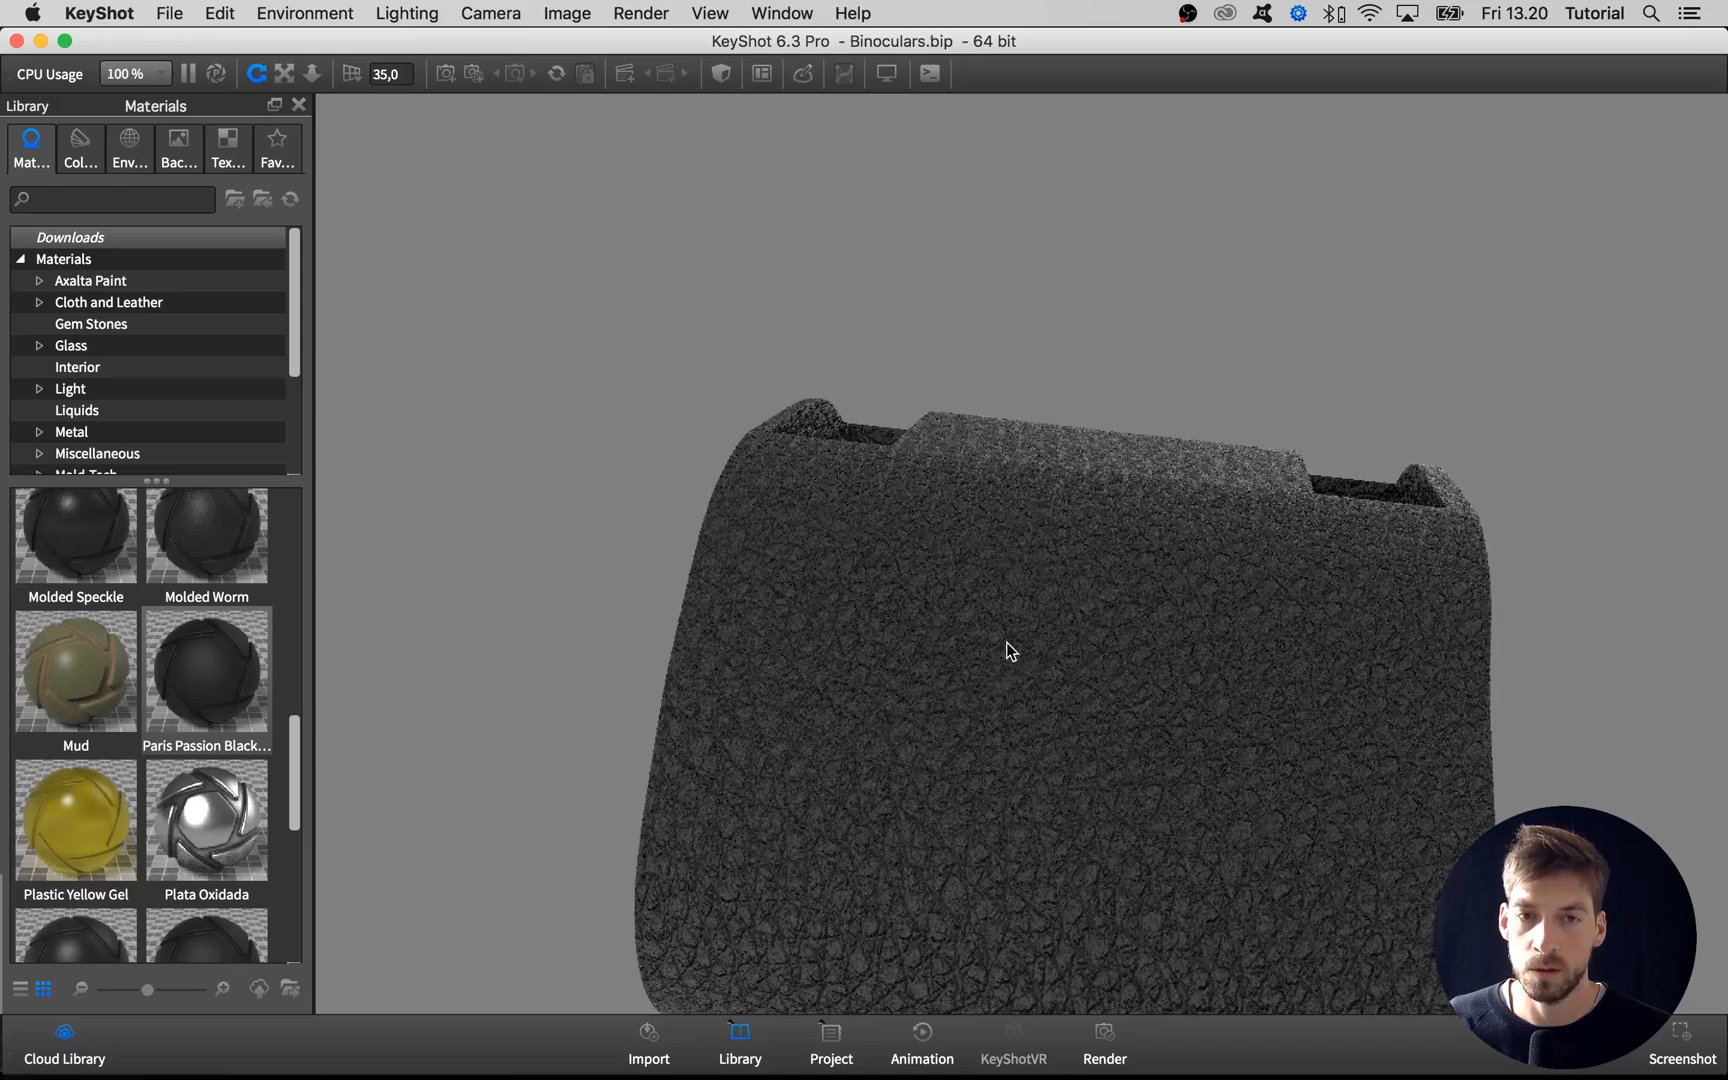 KeyShot File Edit Environment Lighting Camera Image Render View Window Help Fri 13.20 Tutorial
KeyShot 6.3 Pro - Binoculars.bip - 64 bit
CPU Usage 100 % 35,0
Library Materials
Mat... Col... Env... Bac... Tex... Fav...
Downloads
Materials
Axalta Paint
Cloth and Leather
Gem Stones
Glass
Interior
Light
Liquids
Metal
Miscellaneous
Mold-Tech
Molded Speckle Molded Worm
Mud Paris Passion Black...
Plastic Yellow Gel Plata Oxidada
Cloud Library Import Library Project Animation KeyShotVR Render Screenshot